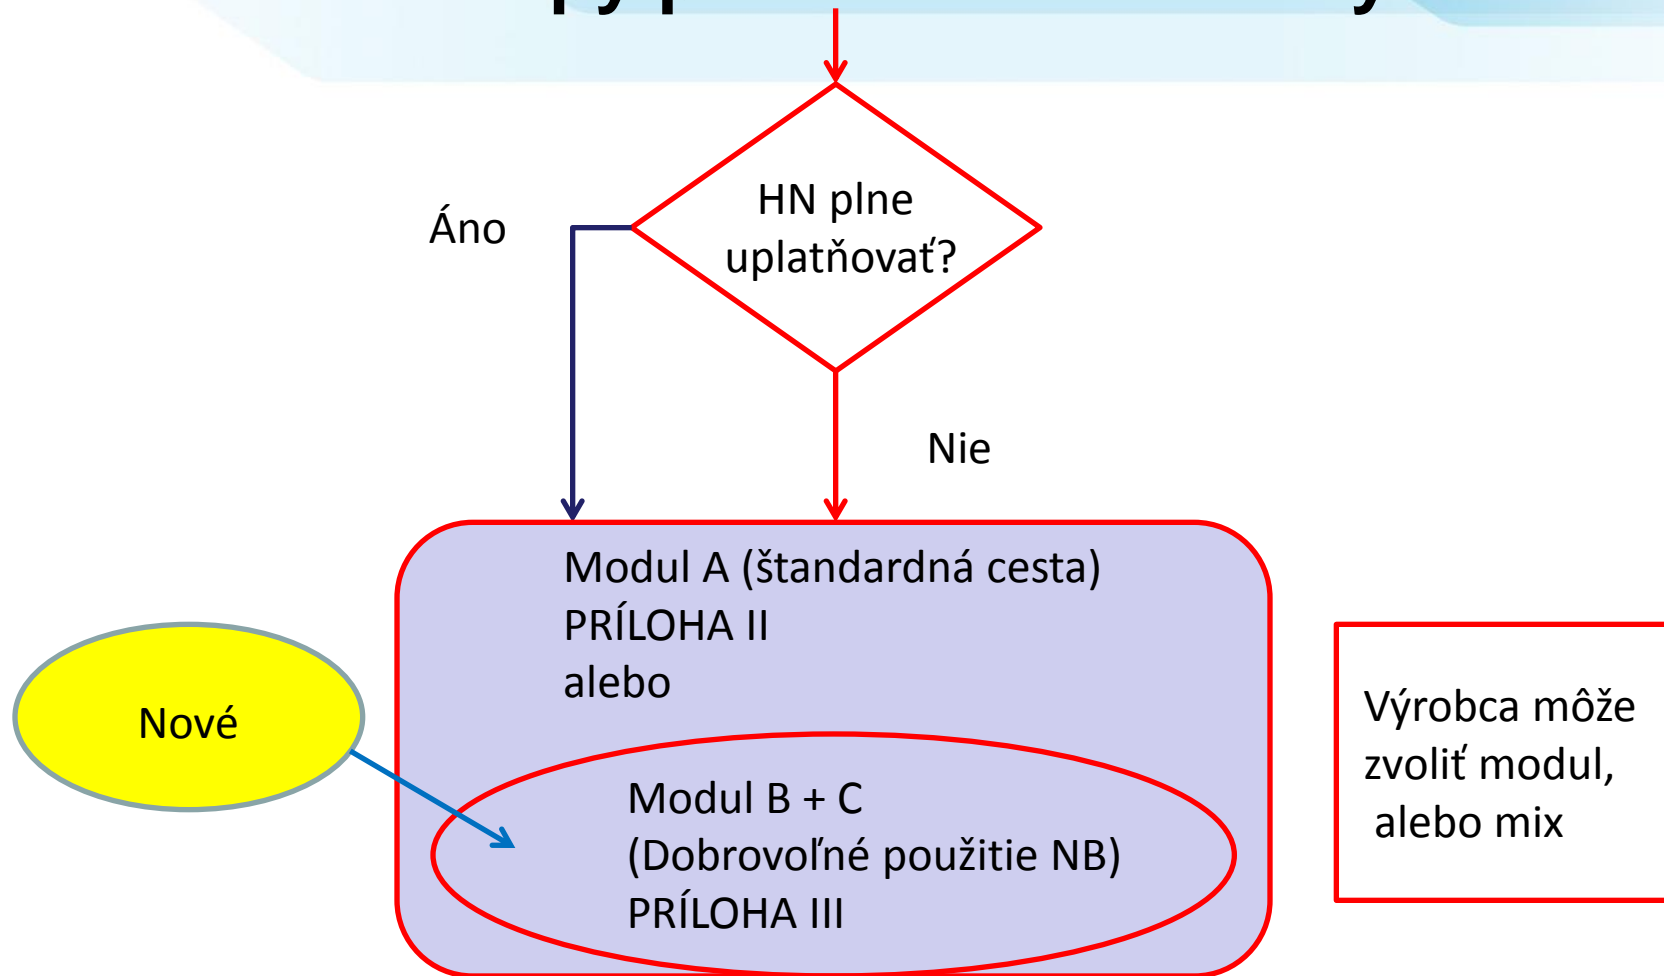 HN plne
uplatňovať?
Áno
Nie
Modul A (štandardná cesta)
PRÍLOHA II
alebo
Nové
Modul B + C
(Dobrovoľné použitie NB)
PRÍLOHA III
Výrobca môže
zvoliť modul,
alebo mix